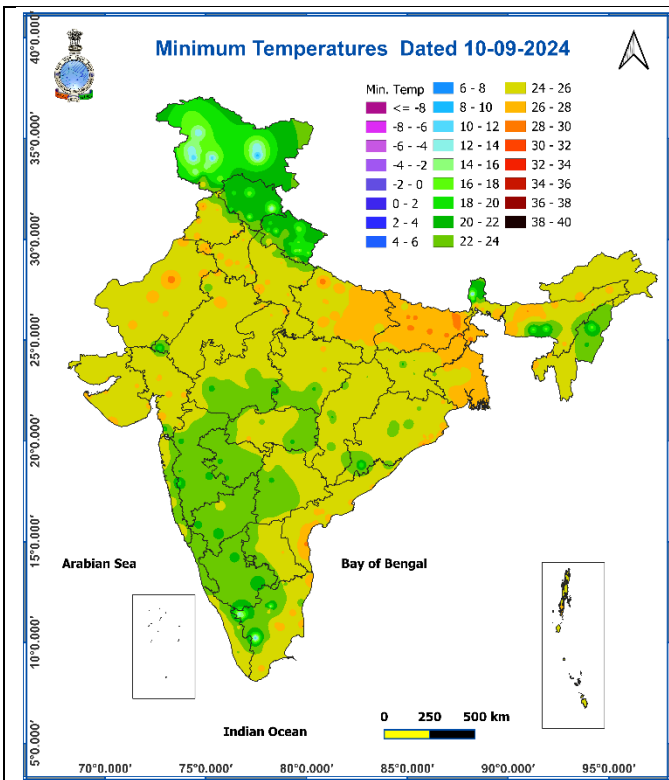 Minimum Temperatures Dated 10-09-2024
Min. Temp
<= -8
-8 - -6
-6 - -4
-4 - -2
-2 - 0
0 - 2
2 - 4
4 - 6
6 - 8
8 - 10
10 - 12
12 - 14
14 - 16
16 - 18
18 - 20
20 - 22
22 - 24
24 - 26
26 - 28
28 - 30
30 - 32
32 - 34
34 - 36
36 - 38
38 - 40
40°0.000'
35°0.000'
30°0.000'
25°0.000'
20°0.000'
15°0.000'
10°0.000'
5°0.000'
Arabian Sea
Bay of Bengal
Indian Ocean
0 250 500 km
70°0.000' 75°0.000' 80°0.000' 85°0.000' 90°0.000' 95°0.000'